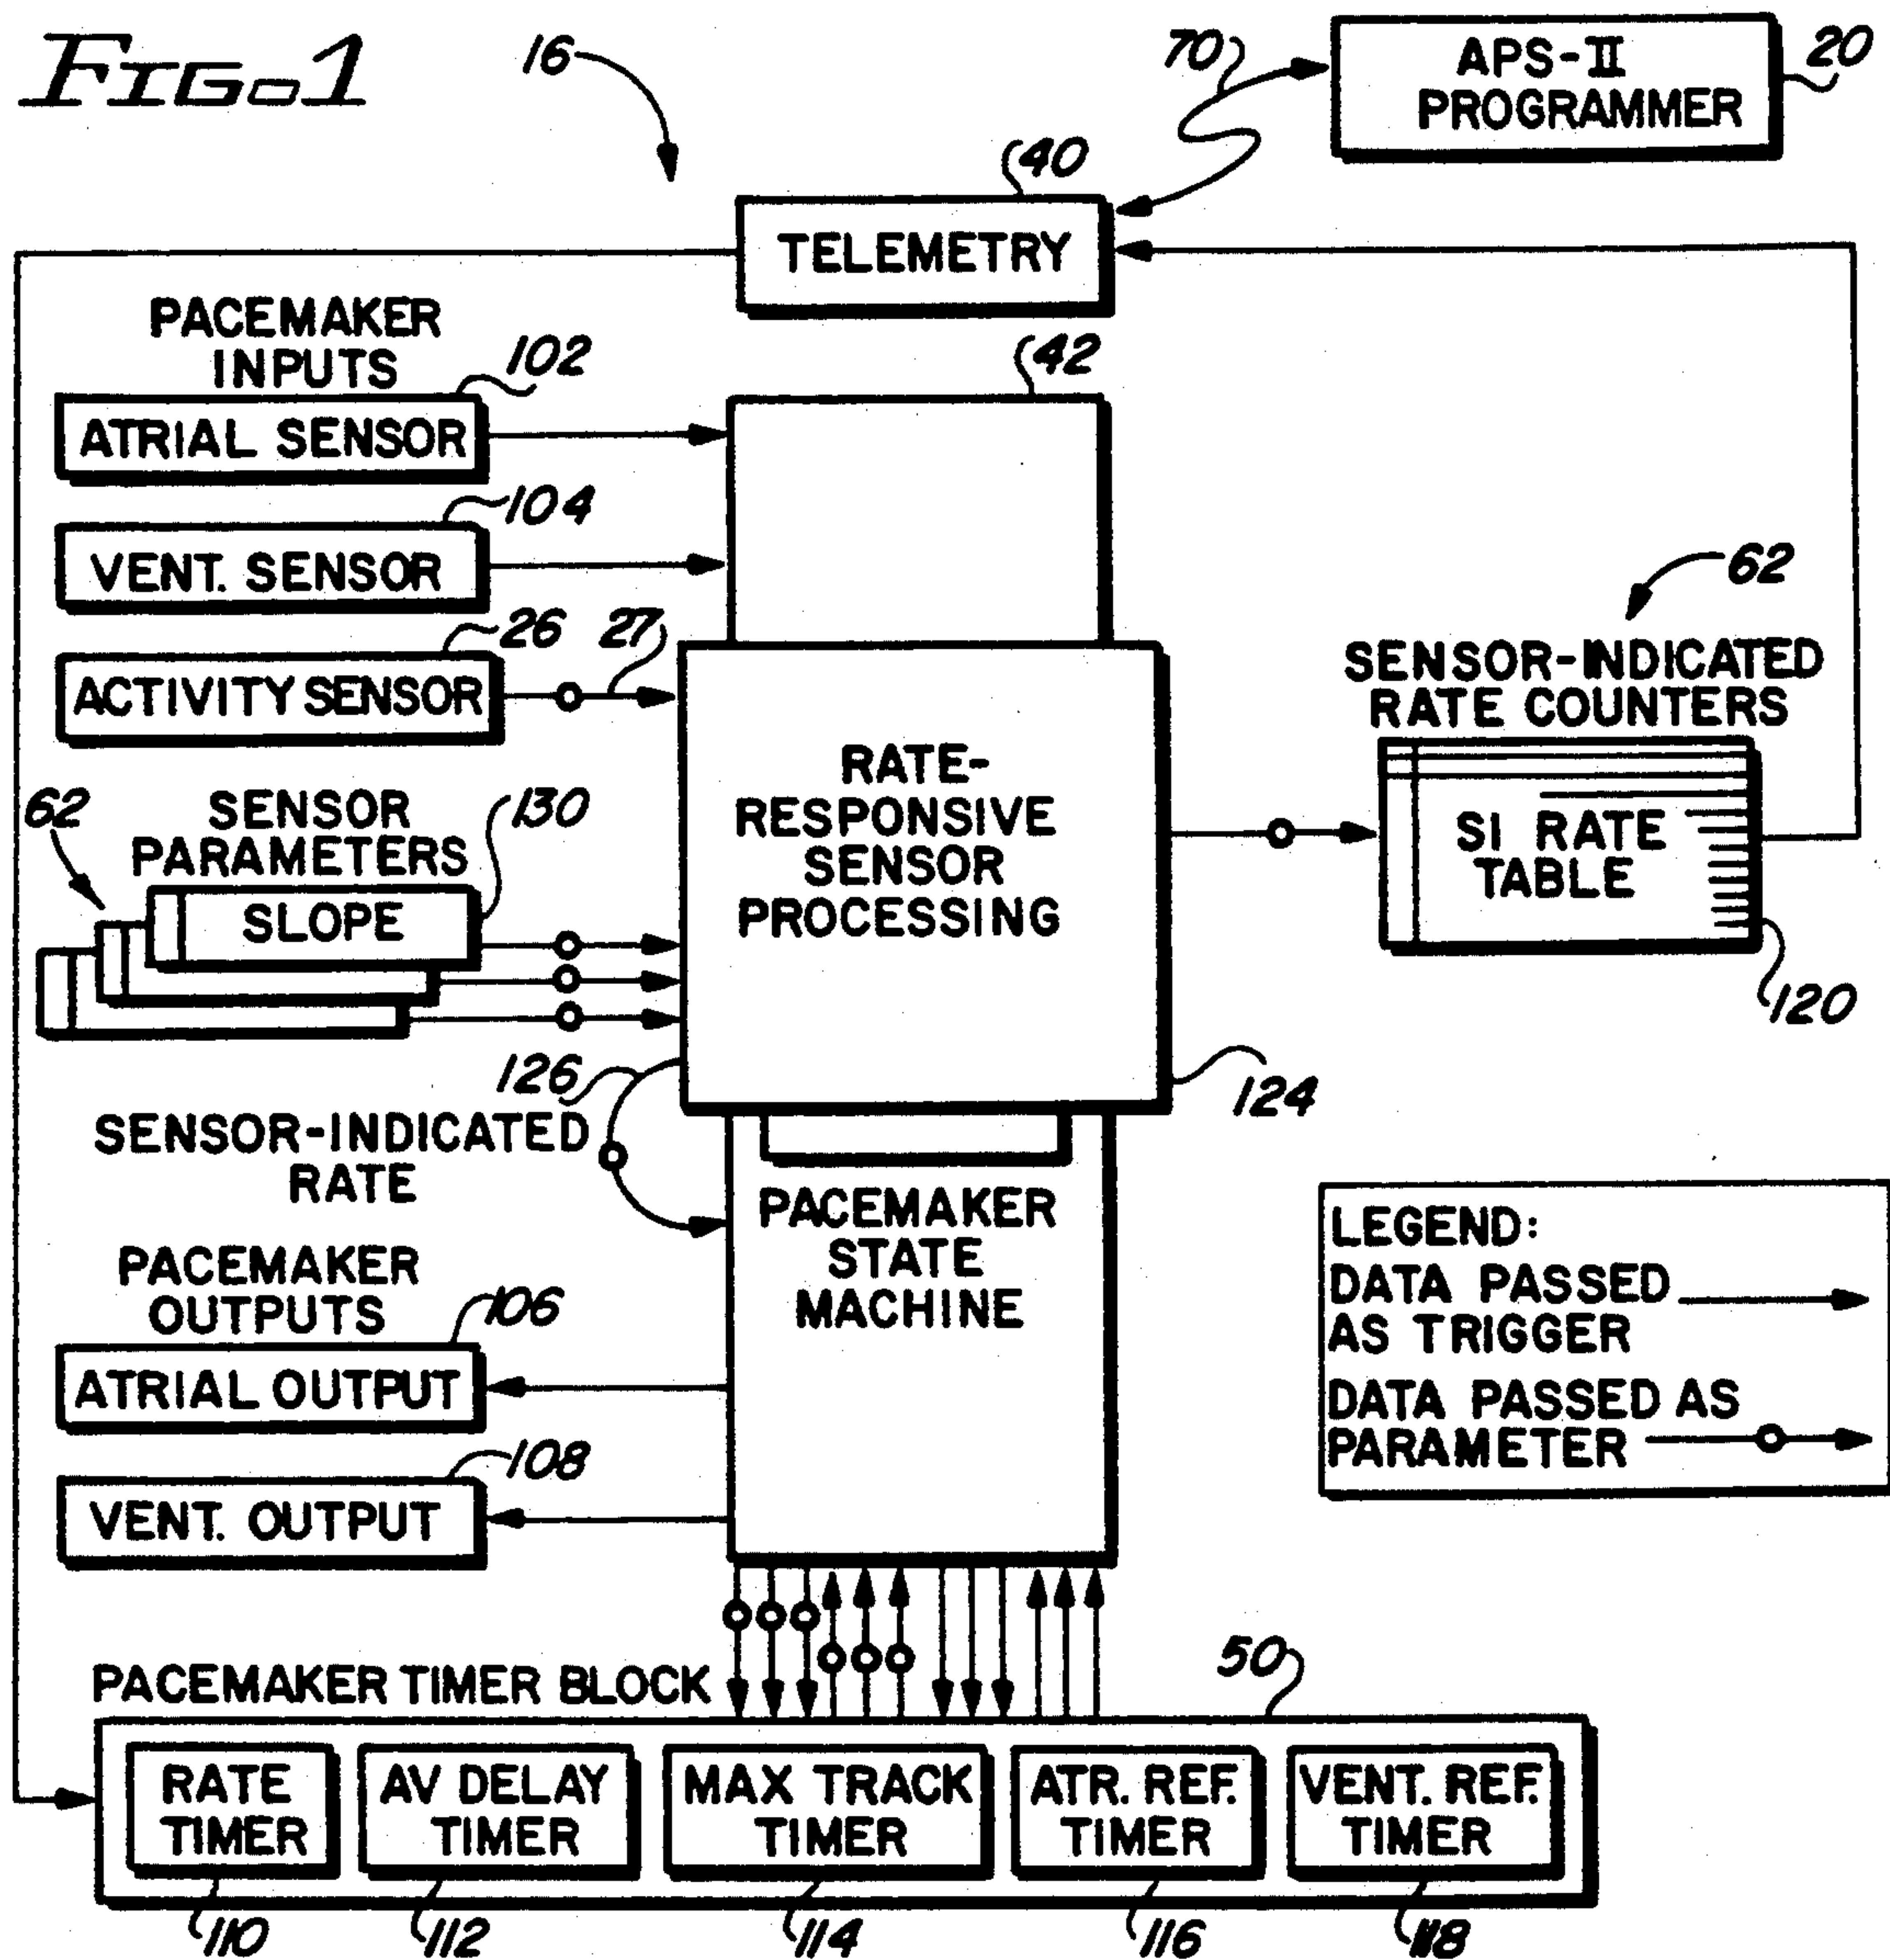 FIG. 1
16
70
APS-II
PROGRAMMER
20
40
TELEMETRY
PACEMAKER
INPUTS
102
ATRIAL SENSOR
42
104
VENT. SENSOR
26
27
ACTIVITY SENSOR
62
SENSOR-INDICATED
RATE COUNTERS
SI RATE
TABLE
120
62
SENSOR
PARAMETERS
130
SLOPE
RATE-
RESPONSIVE
SENSOR
PROCESSING
124
126
SENSOR-INDICATED
RATE
PACEMAKER
STATE
MACHINE
PACEMAKER
OUTPUTS
106
ATRIAL OUTPUT
108
VENT. OUTPUT
LEGEND:
DATA PASSED
AS TRIGGER
DATA PASSED AS
PARAMETER
PACEMAKER TIMER BLOCK
50
RATE
TIMER
AV DELAY
TIMER
MAX TRACK
TIMER
ATR. REF.
TIMER
VENT. REF.
TIMER
110
112
114
116
118